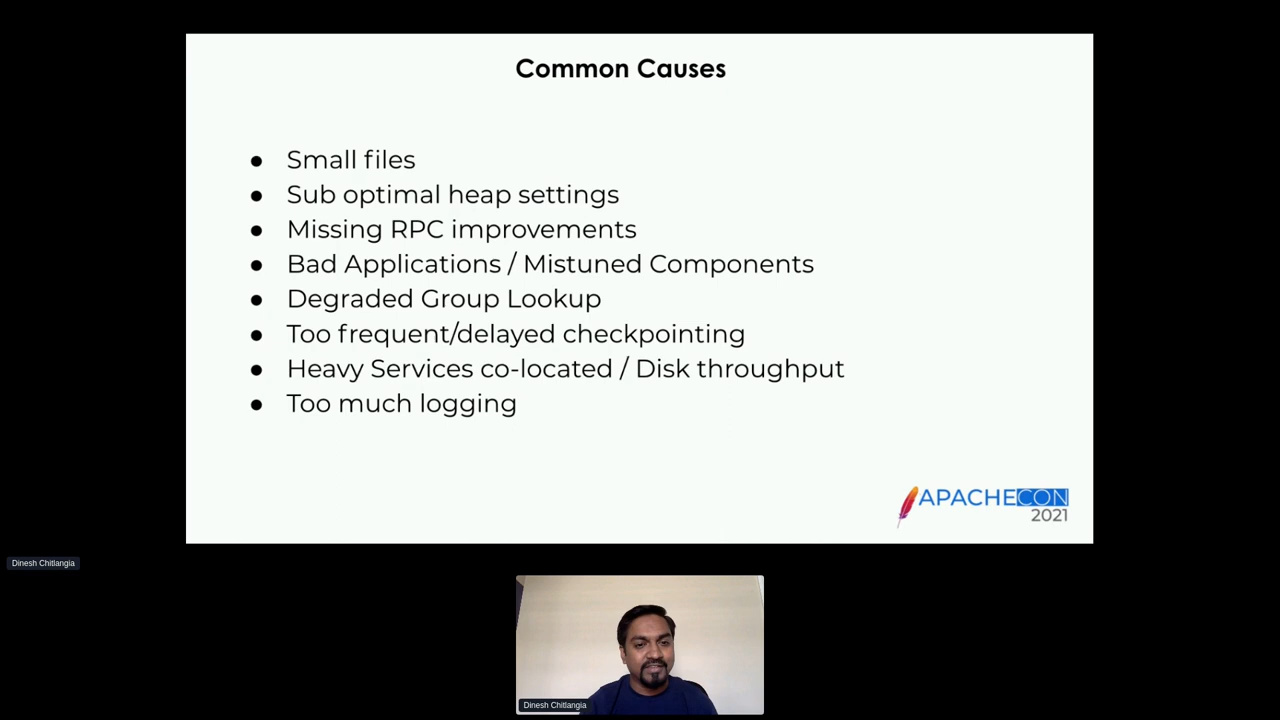 Common Causes
● Small files
● Sub optimal heap settings
● Missing RPC improvements
● Bad Applications / Mistuned Components
● Degraded Group Lookup
● Too frequent/delayed checkpointing
● Heavy Services co-located / Disk throughput
● Too much logging
APACHECON
2021
Dinesh Chitlangia
Dinesh Chitlangia